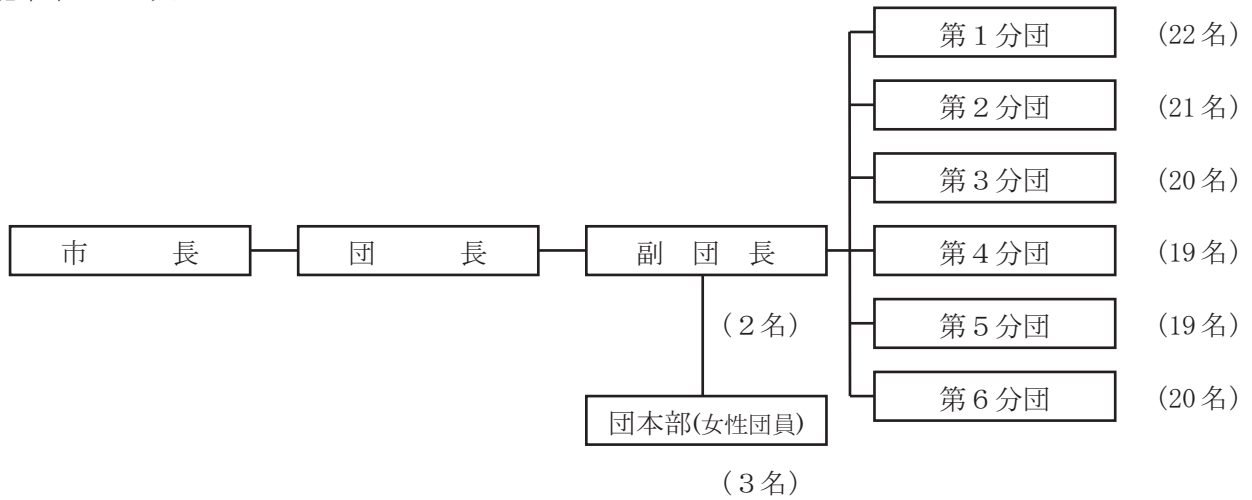 第１分団 (22名)
第２分団 (21名)
第３分団 (20名)
市長 団長 副団長 第４分団 (19名)
(２名) 第５分団 (19名)
第６分団 (20名)
団本部(女性団員)
(３名)